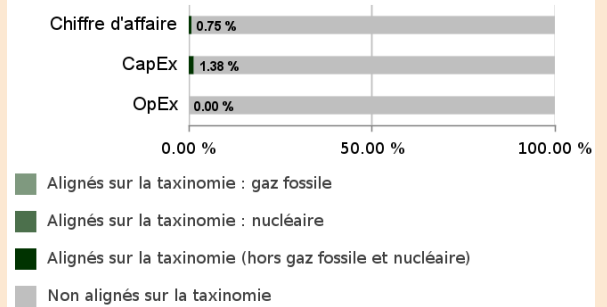 Chiffre d'affaire 0.75 %
CapEx 1.38 %
OpEx 0.00 %
0.00 % 50.00 % 100.00 %
Alignés sur la taxinomie : gaz fossile
Alignés sur la taxinomie : nucléaire
Alignés sur la taxinomie (hors gaz fossile et nucléaire)
Non alignés sur la taxinomie